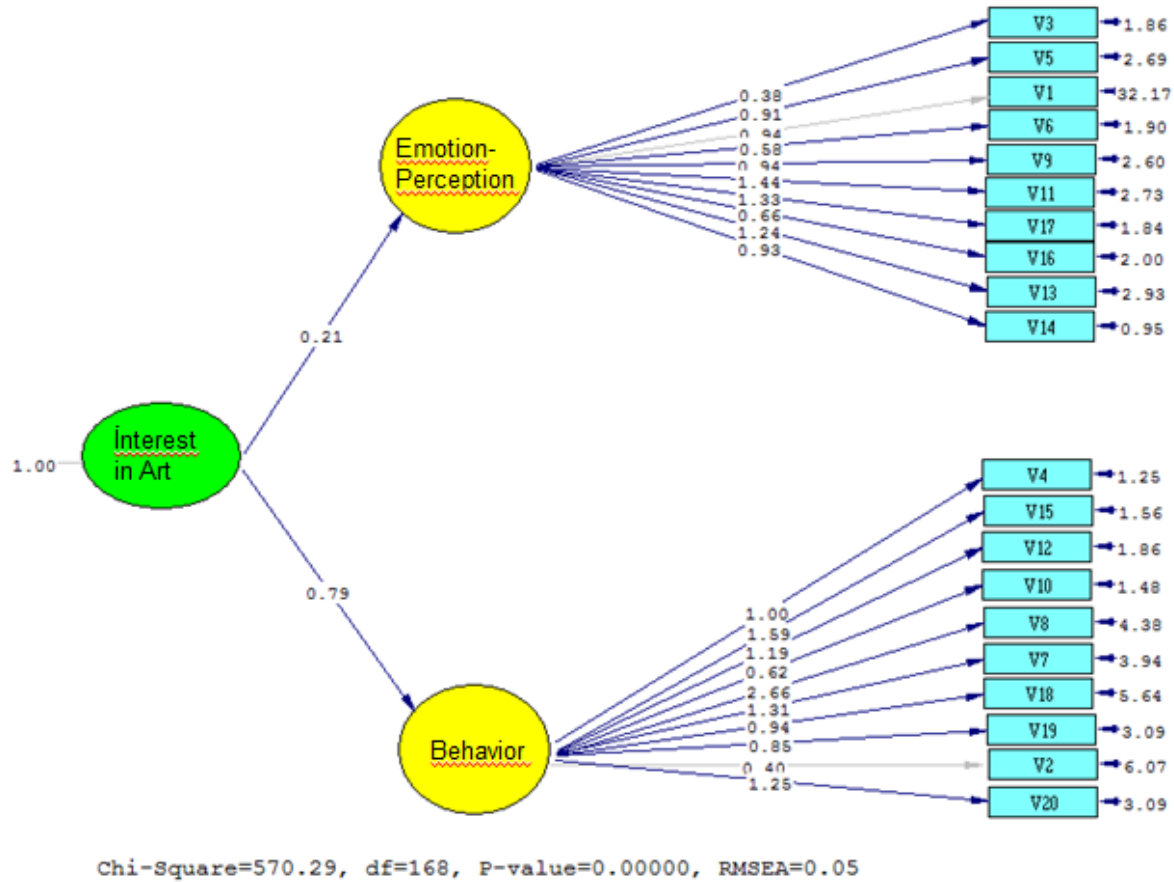 V3
1.86
V5
2.69
V1
32.17
V6
1.90
V9
2.60
V11
2.73
V17
1.84
V16
2.00
V13
2.93
V14
0.95
0.38
0.91
0.94
0.58
0.94
1.44
1.33
0.66
1.24
0.93
Emotion-
Perception
0.21
İnterest
in Art
1.00
0.79
Behavior
V4
1.25
V15
1.56
V12
1.86
V10
1.48
V8
4.38
V7
3.94
V18
5.64
V19
3.09
V2
6.07
V20
3.09
1.00
1.59
1.19
0.62
2.66
1.31
0.94
0.85
0.40
1.25
Chi-Square=570.29, df=168, P-value=0.00000, RMSEA=0.05